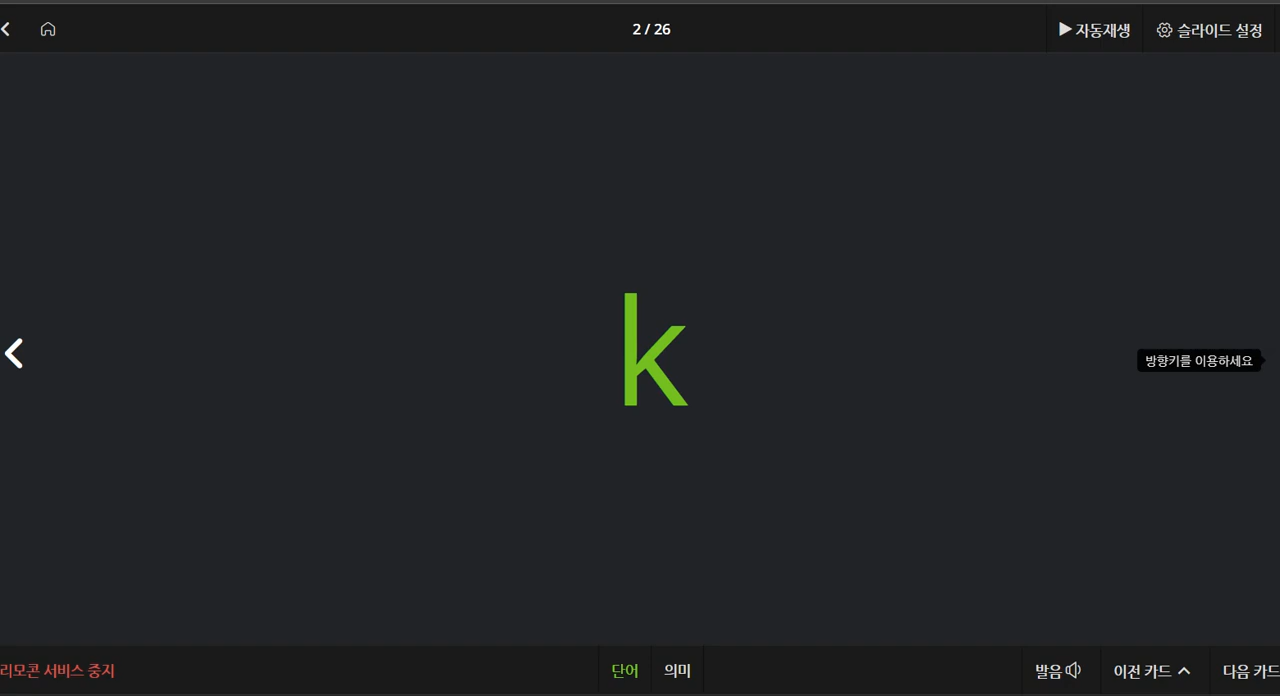 2 / 26
자동재생
슬라이드 설정
k
방향키를 이용하세요
리모콘 서비스 중지
단어
의미
발음
이전 카드
다음 카드